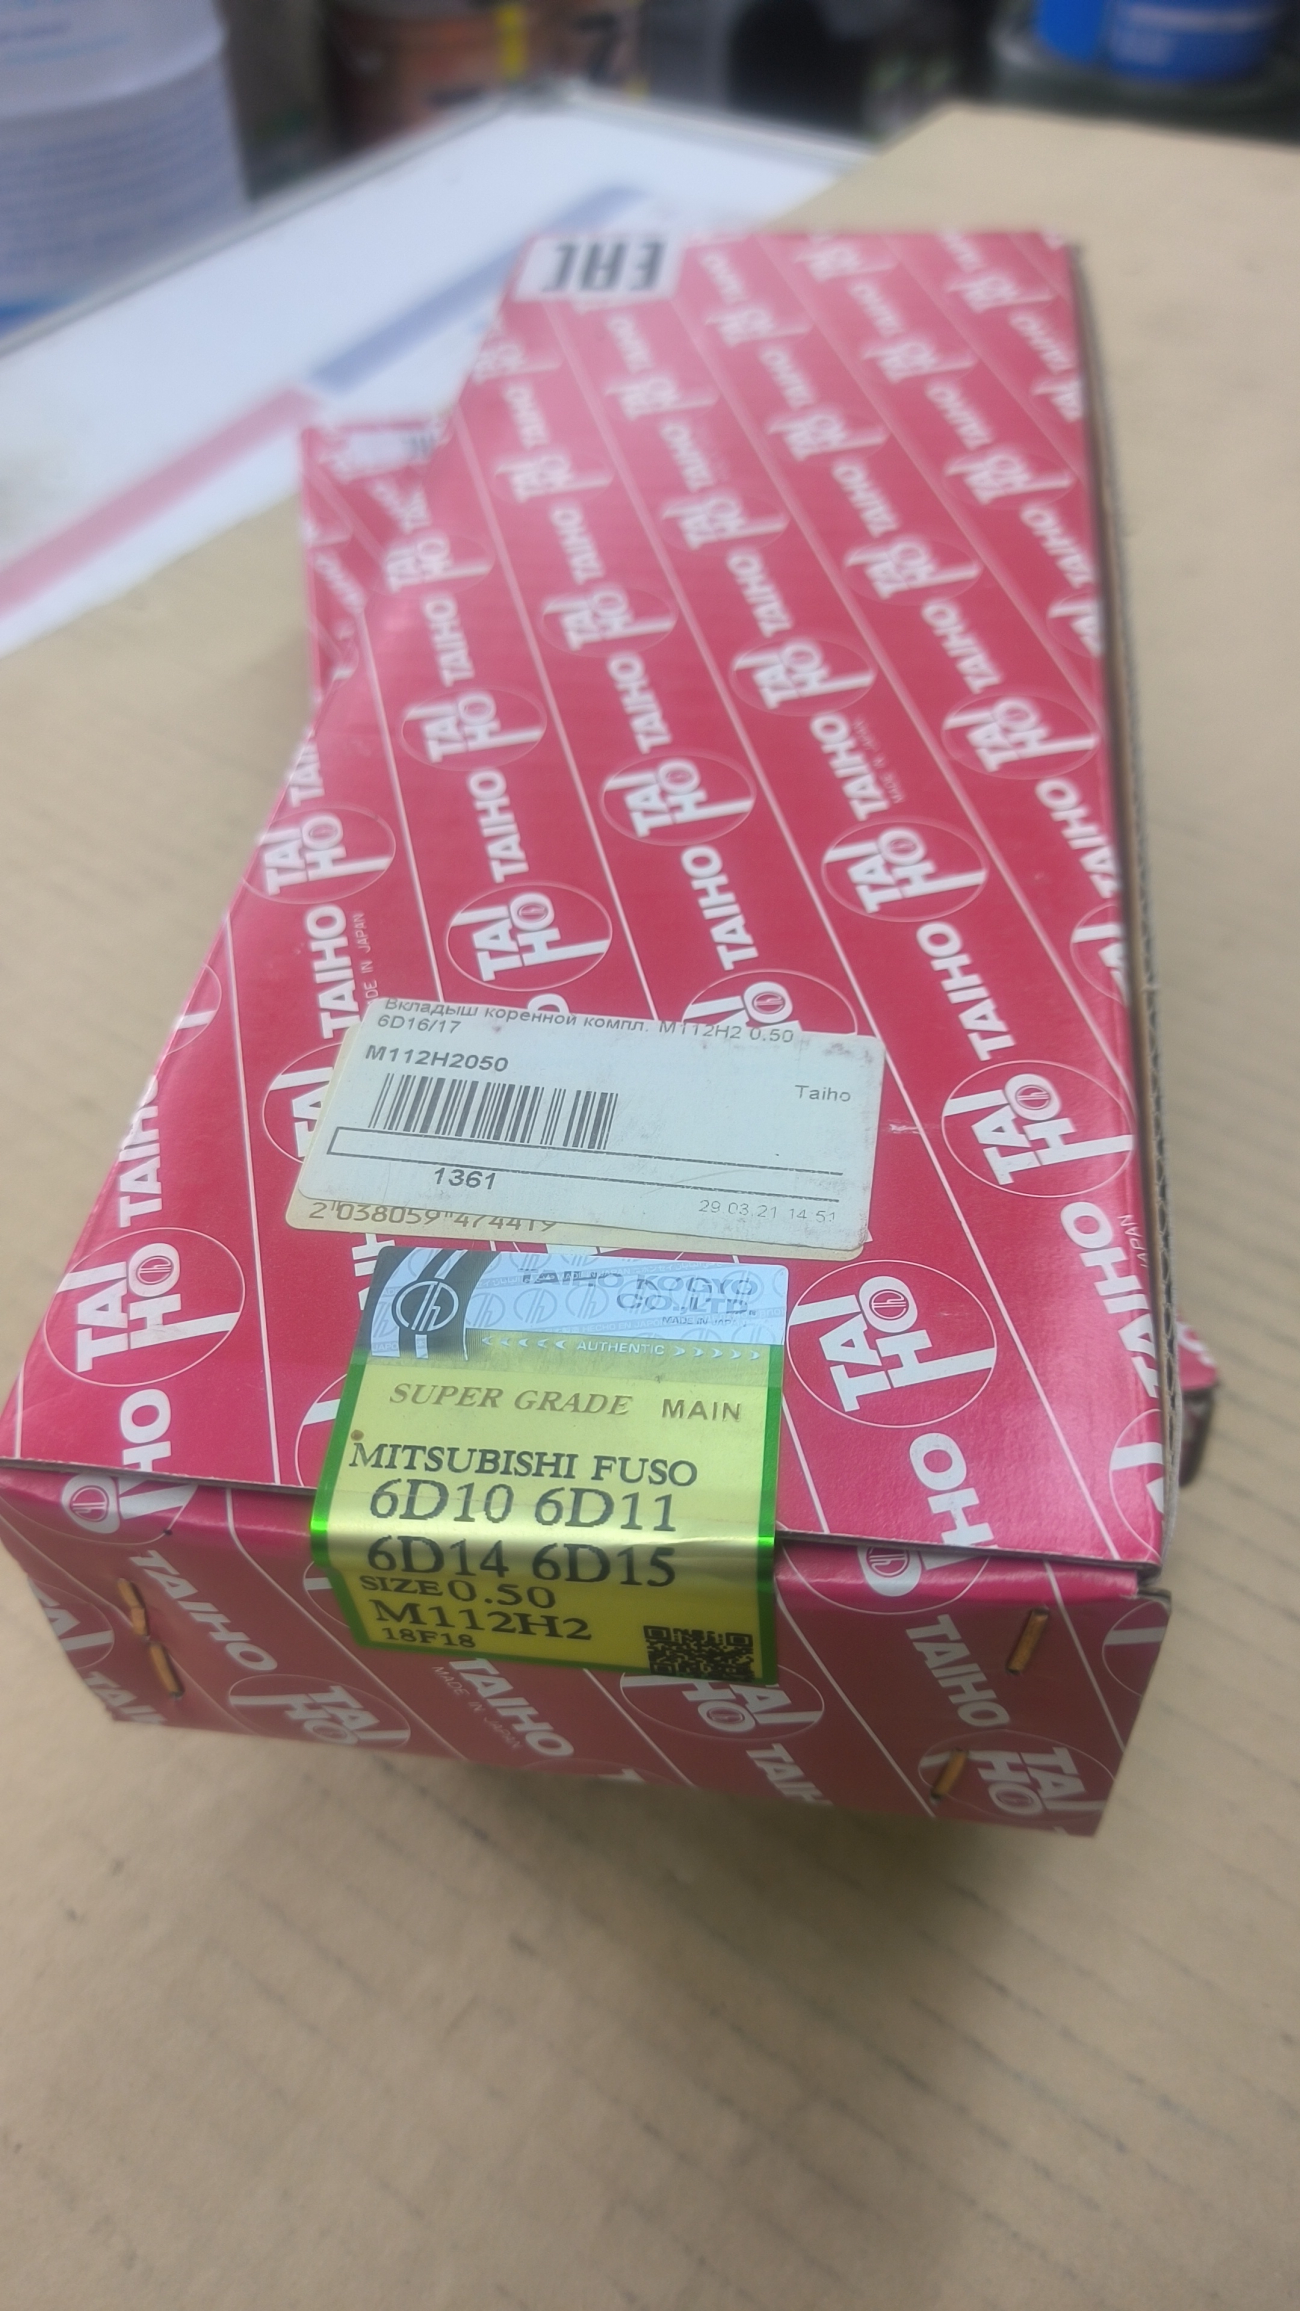 EAC
TAIHO
MADE IN JAPAN
Вкладыш коренной компл. M112H2 0.50
6D16/17
M112H2050
Taiho
1361
29.03.21 14:51
2 038059 474419
TAIHO KOGYO
CO.,LTD.
MADE IN JAPAN
AUTHENTIC
SUPER GRADE MAIN
MITSUBISHI FUSO
6D10 6D11
6D14 6D15
SIZE 0.50
M112H2
18F18